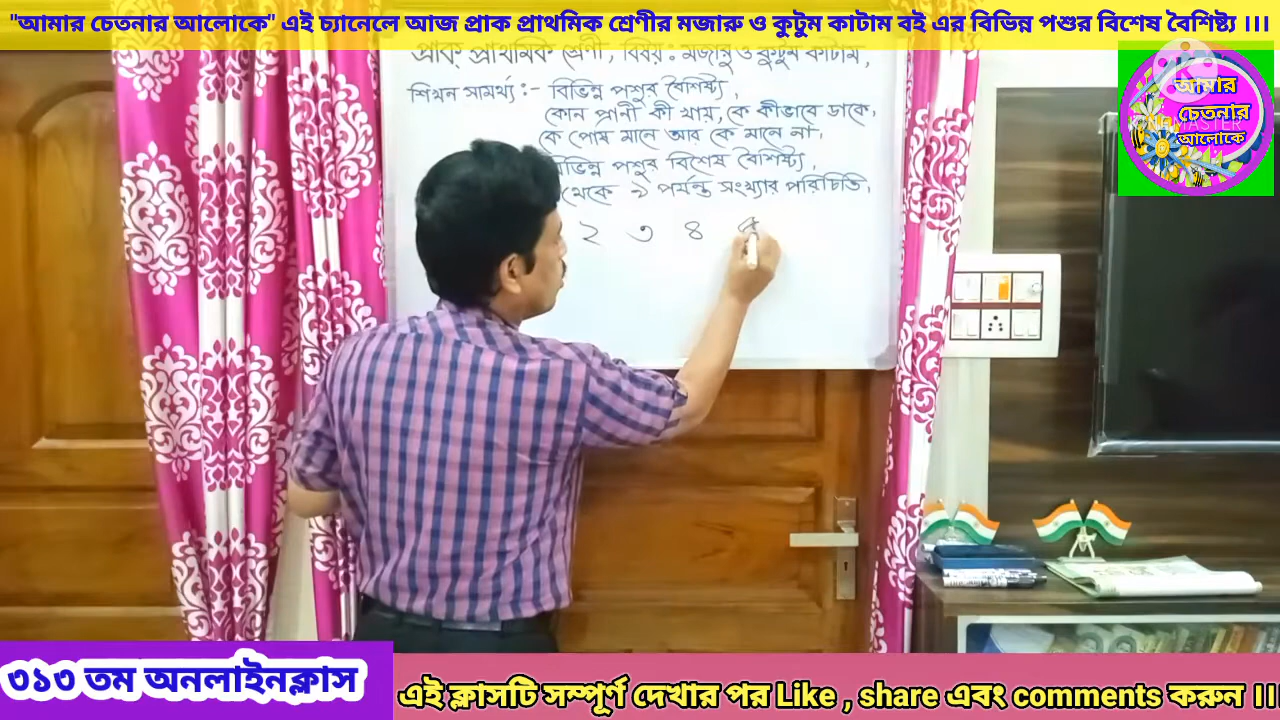 "আমার চেতনার আলোকে" এই চ্যানেলে আজ প্রাক প্রাথমিক শ্রেণীর মজারু ও কুটুম কাটাম বই এর বিভিন্ন পশুর বিশেষ বৈশিষ্ট্য ।।।
প্রাক প্রাথমিক শ্রেণী, বিষয়: মজারু ও কুটুম কাটাম,
শিখন সামর্থ্য:- বিভিন্ন পশুর বৈশিষ্ট্য,
কোন প্রানী কী খায়, কে কীভাবে ডাকে,
কে পোষ মানে আর কে মানে না,
বিভিন্ন পশুর বিশেষ বৈশিষ্ট্য,
থেকে ৯ পর্যন্ত সংখ্যার পরিচিতি,
২ ৩ ৪
আমার
চেতনার
আলোকে
৩১৩ তম অনলাইনক্লাস
এই ক্লাসটি সম্পূর্ণ দেখার পর Like , share এবং comments করুন ।।